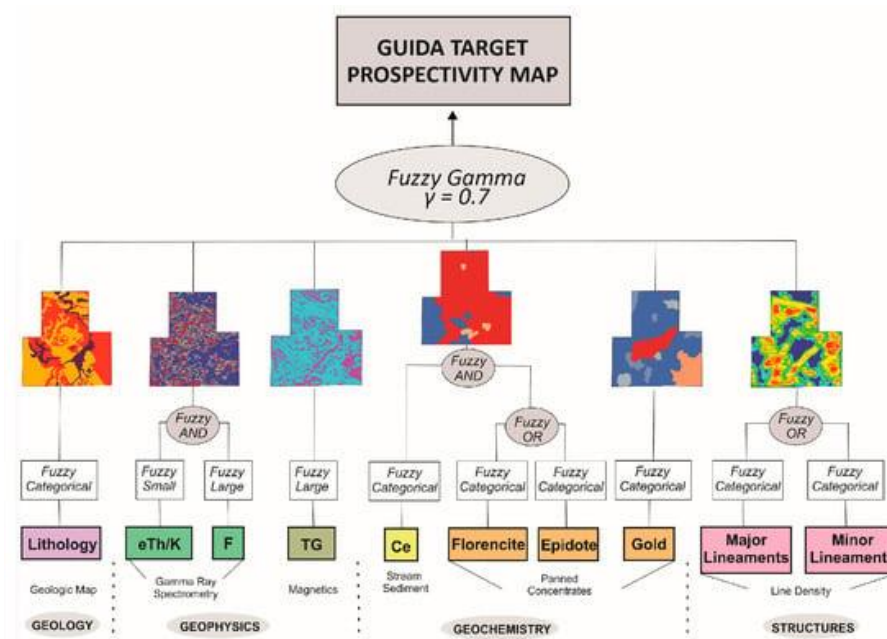 GUIDA TARGET
PROSPECTIVITY MAP
Fuzzy Gamma
γ = 0.7
Fuzzy
AND
Fuzzy
AND
Fuzzy
OR
Fuzzy
OR
Fuzzy
Categorical
Fuzzy
Small
Fuzzy
Large
Fuzzy
Large
Fuzzy
Categorical
Fuzzy
Categorical
Fuzzy
Categorical
Fuzzy
Categorical
Fuzzy
Categorical
Fuzzy
Categorical
Lithology
eTh/K
F
TG
Ce
Florencite
Epidote
Gold
Major
Lineaments
Minor
Lineament
Geologic Map
Gamma Ray
Spectrometry
Magnetics
Stream
Sediment
Panned
Concentrates
Line Density
GEOLOGY
GEOPHYSICS
GEOCHEMISTRY
STRUCTURES